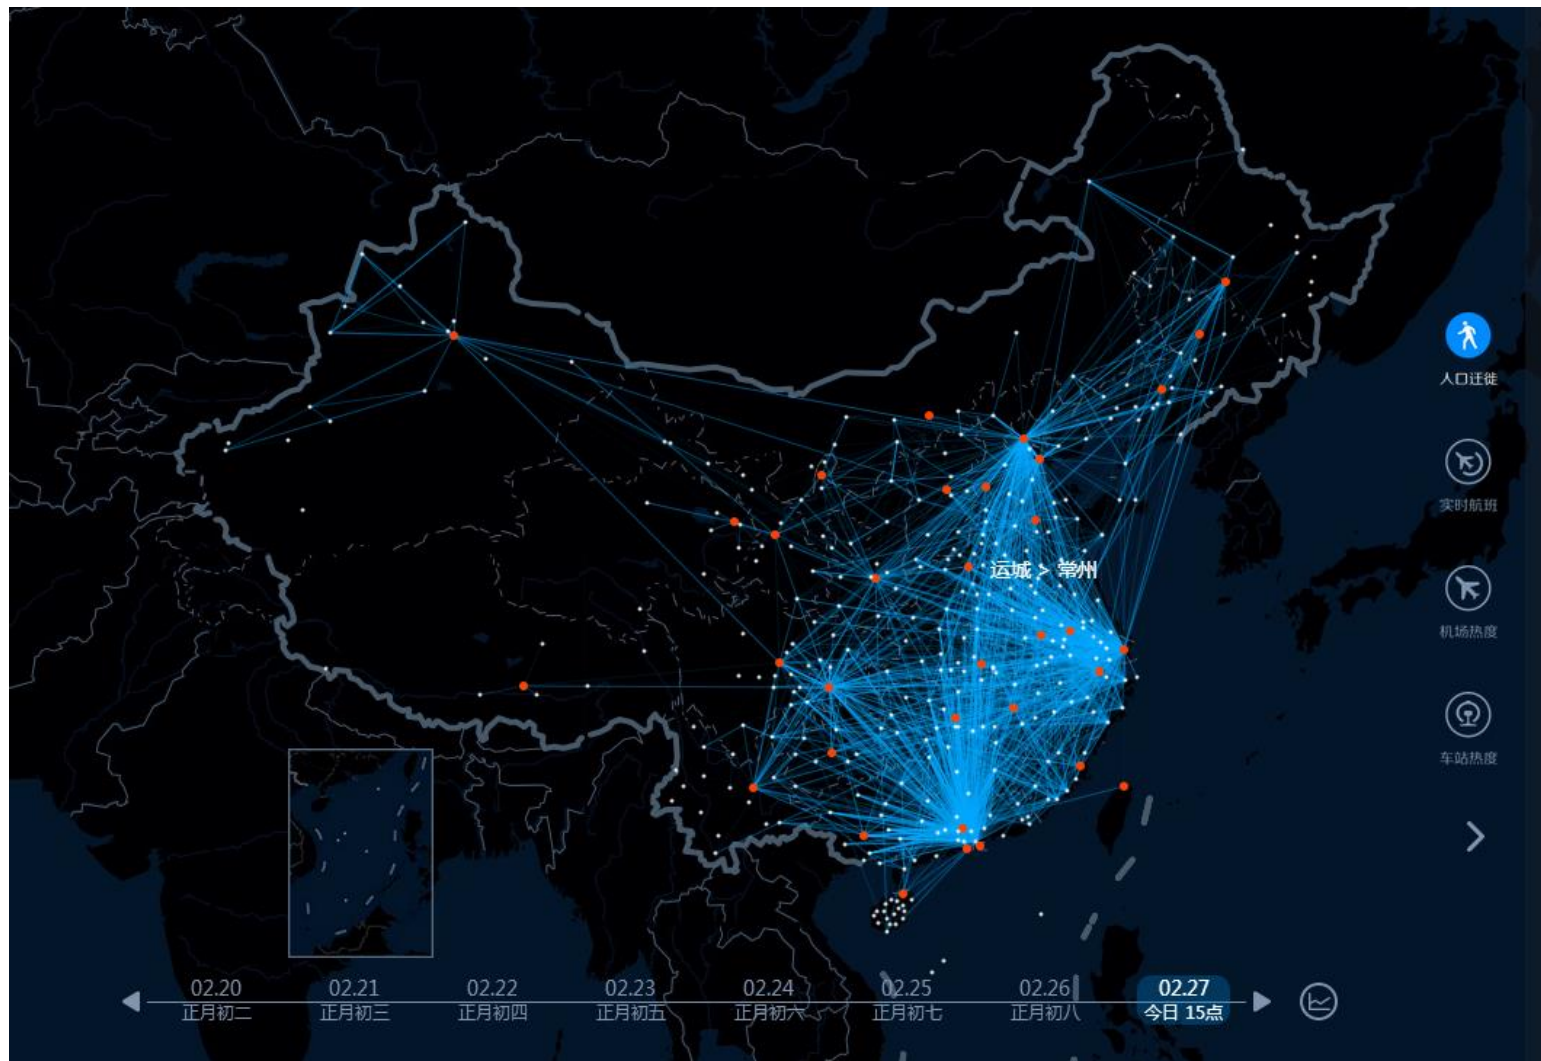 人口迁徙
实时航班
运城 > 常州
机场热度
车站热度
02.20
正月初二
02.21
正月初三
02.22
正月初四
02.23
正月初五
02.24
正月初六
02.25
正月初七
02.26
正月初八
02.27
今日 15点